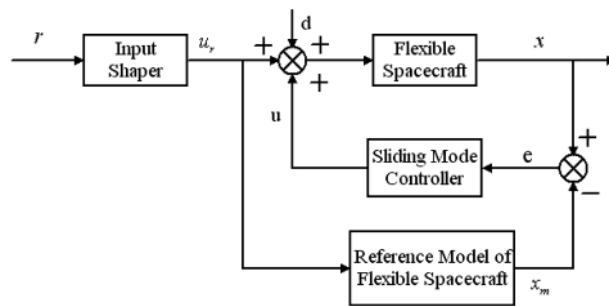 d
r
Input
Shaper
u_r
+
+
+
Flexible
Spacecraft
x
u
Sliding Mode
Controller
e
+
−
Reference Model of
Flexible Spacecraft
x_m